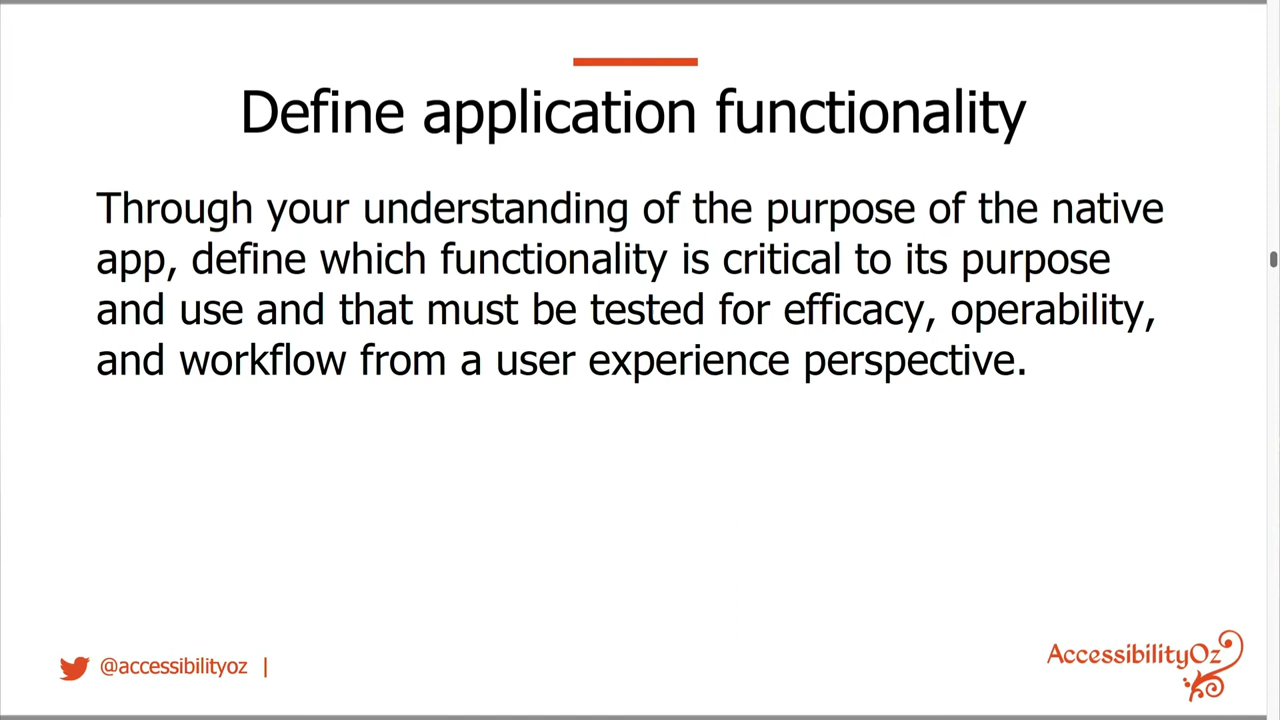 Define application functionality
Through your understanding of the purpose of the native
app, define which functionality is critical to its purpose
and use and that must be tested for efficacy, operability,
and workflow from a user experience perspective.
@accessibilityoz |
AccessibilityOz